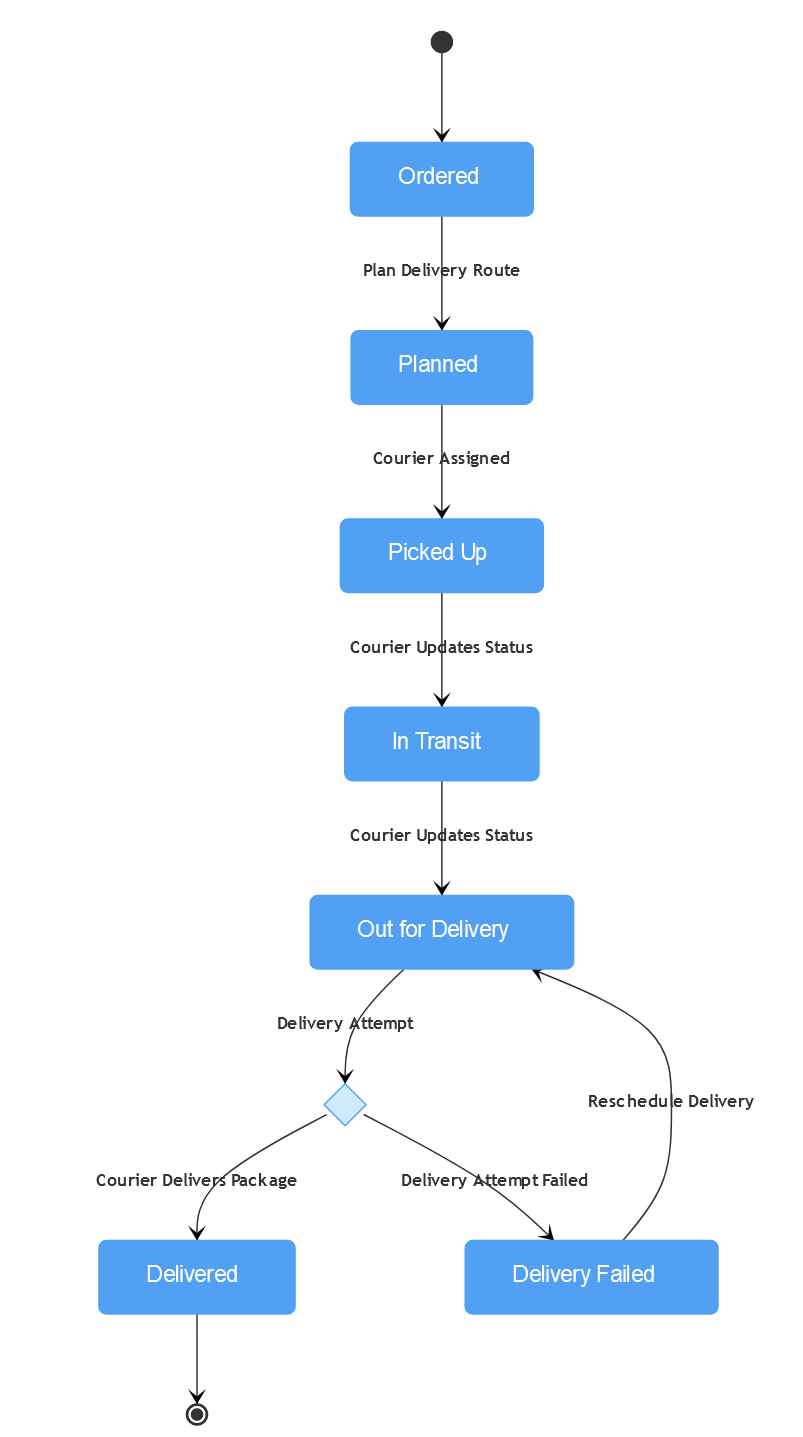 Ordered
Plan Delivery Route
Planned
Courier Assigned
Picked Up
Courier Updates Status
In Transit
Courier Updates Status
Out for Delivery
Delivery Attempt
Reschedule Delivery
Courier Delivers Package
Delivery Attempt Failed
Delivered
Delivery Failed